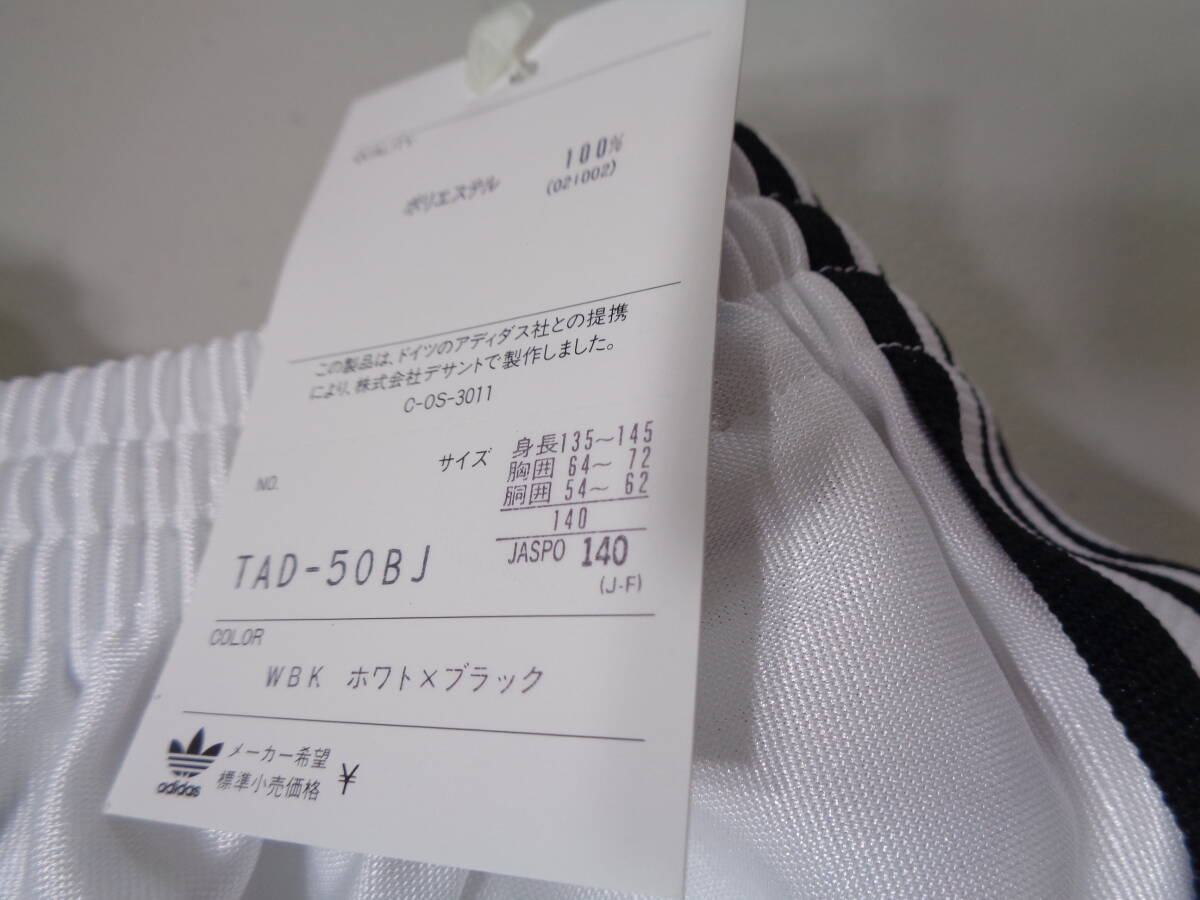 QUALITY
ポリエステル 100%
(021002)
この製品は、ドイツのアディダス社との提携
により、株式会社デサントで製作しました。
C-OS-3011
サイズ 身長135～145
胸囲 64～ 72
胴囲 54～ 62
140
JASPO 140
(J-F)
NO.
TAD-50BJ
COLOR
WBK ホワト×ブラック
adidas
メーカー希望
標準小売価格 ¥